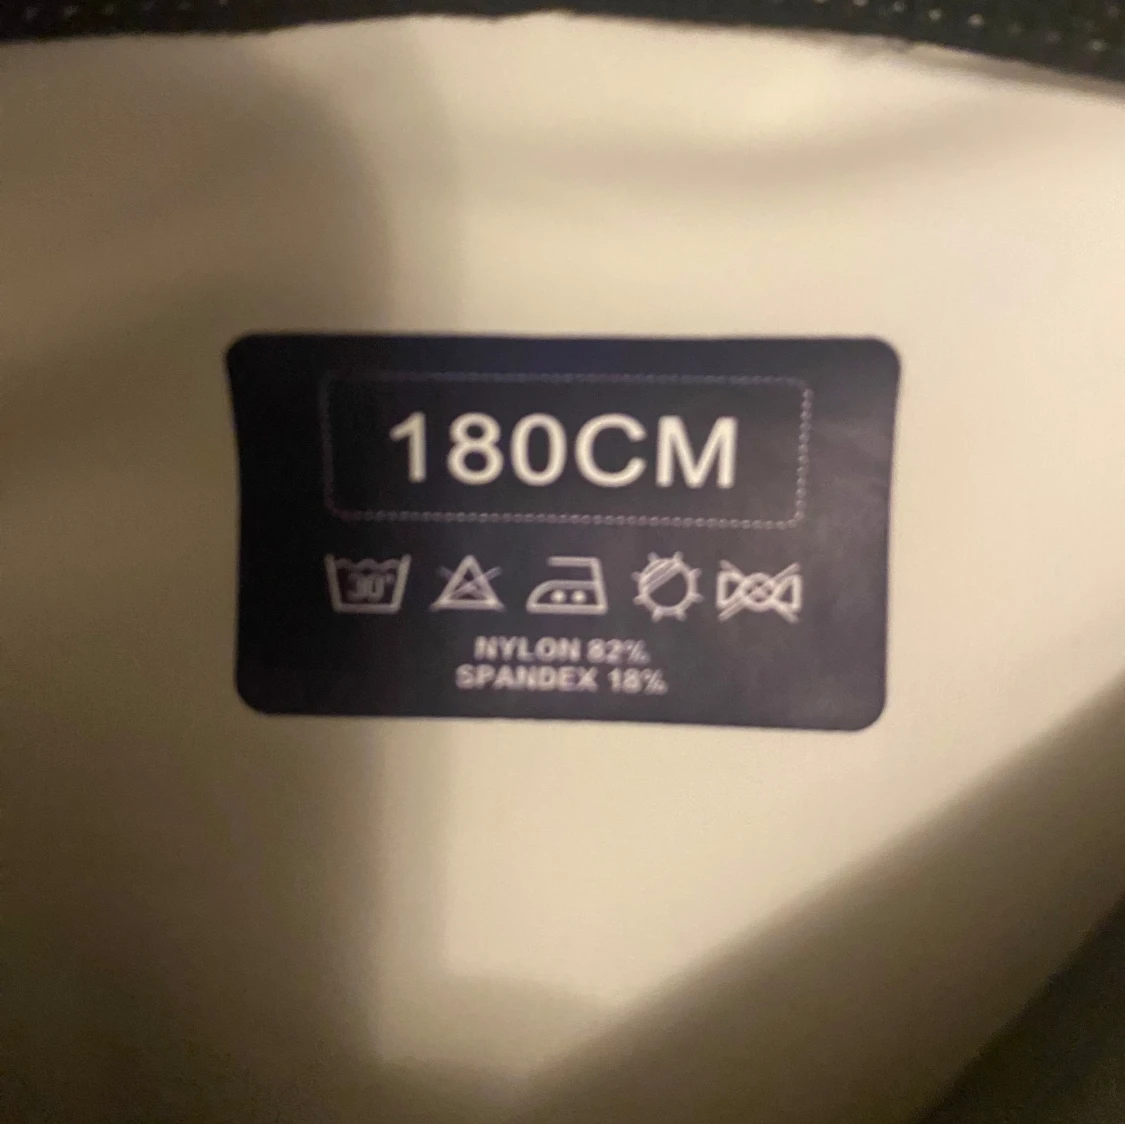 180CM
30°
NYLON 82%
SPANDEX 18%